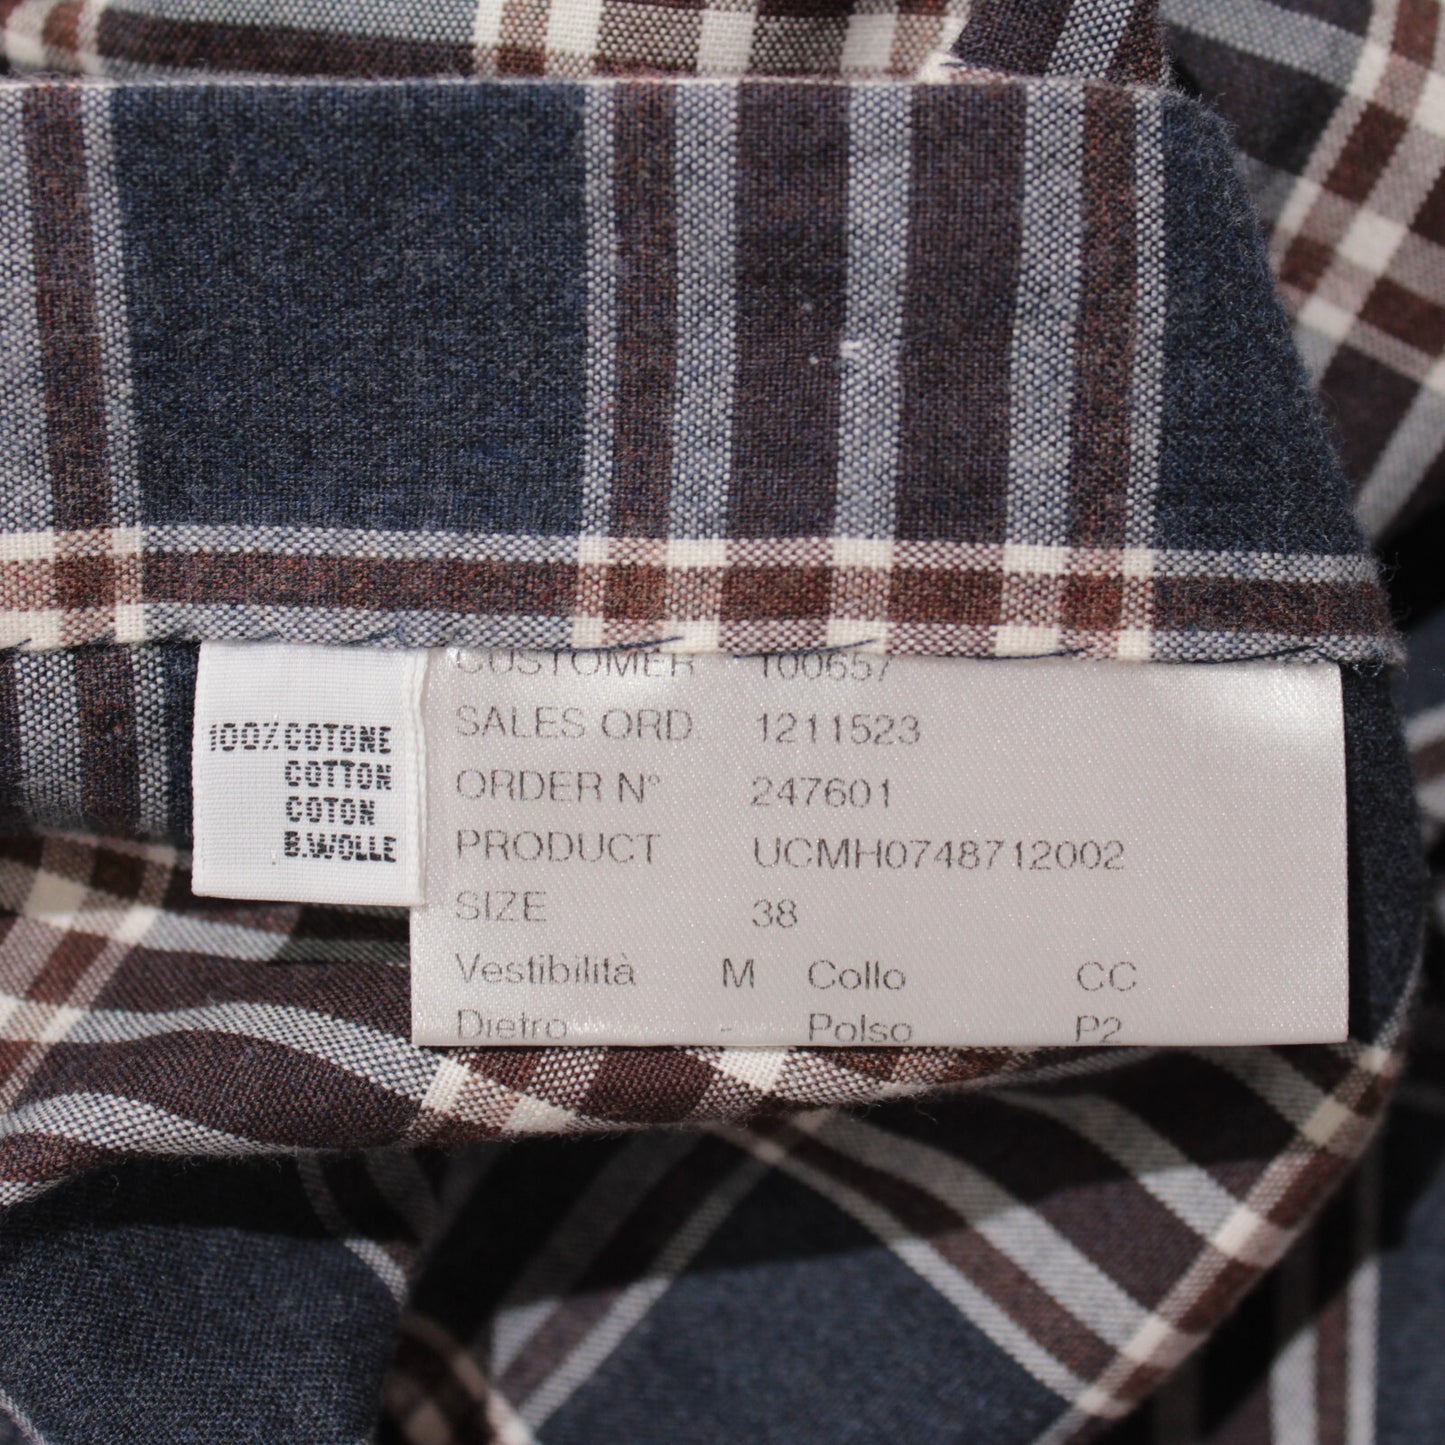 100% COTONE
COTTON
COTON
B.WOLLE
CUSTOMER 100657
SALES ORD 1211523
ORDER N° 247601
PRODUCT UCMH0748712002
SIZE 38
Vestibilità M Collo CC
Dietro - Polso P2